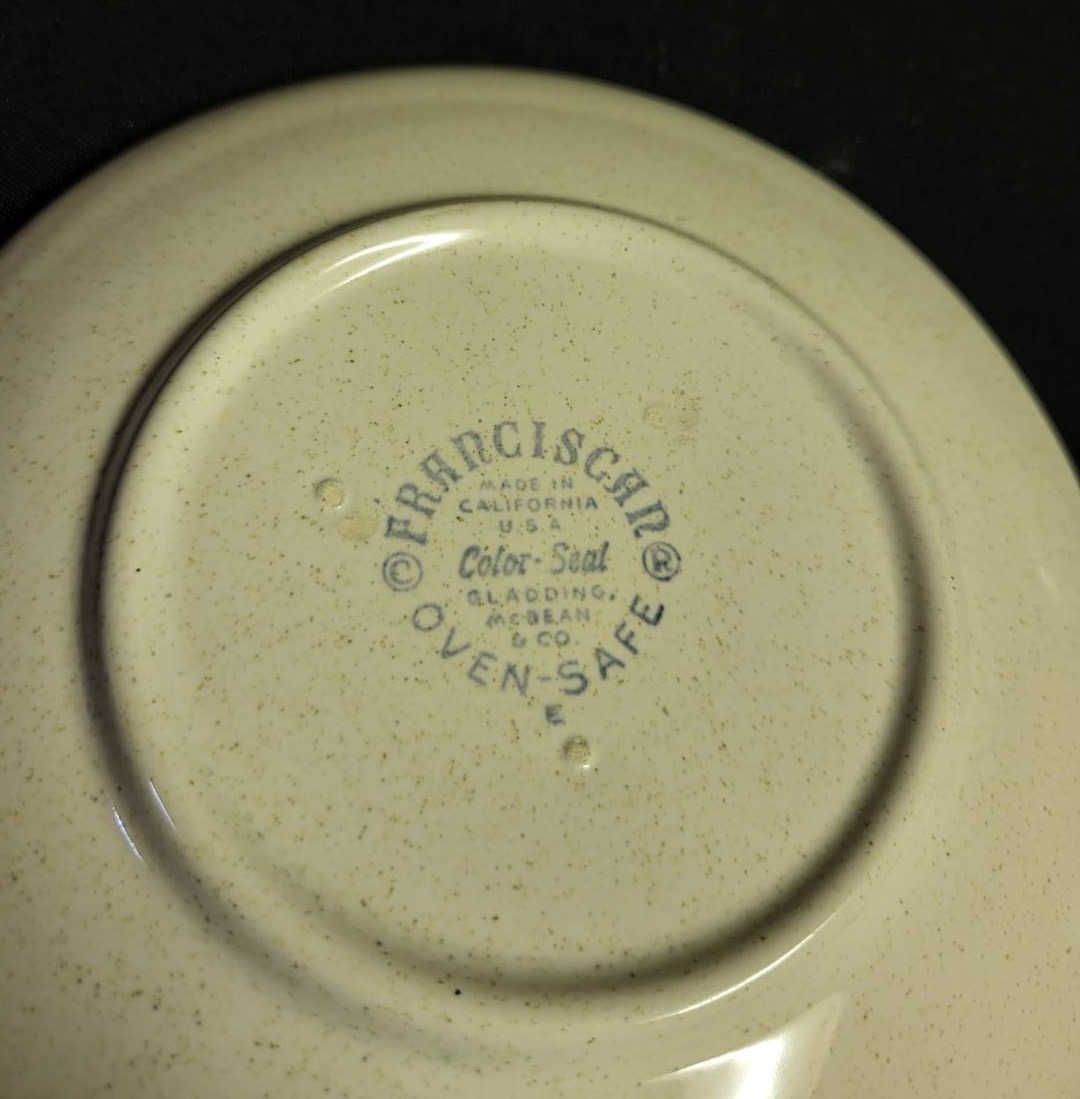 © FRANCISCAN ®
MADE IN
CALIFORNIA
U.S.A
Color-Seal
GLADDING,
McBEAN
& CO.
OVEN-SAFE
E